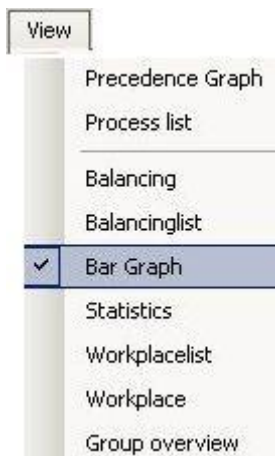 View
Precedence Graph
Process list
Balancing
Balancinglist
Bar Graph
Statistics
Workplacelist
Workplace
Group overview